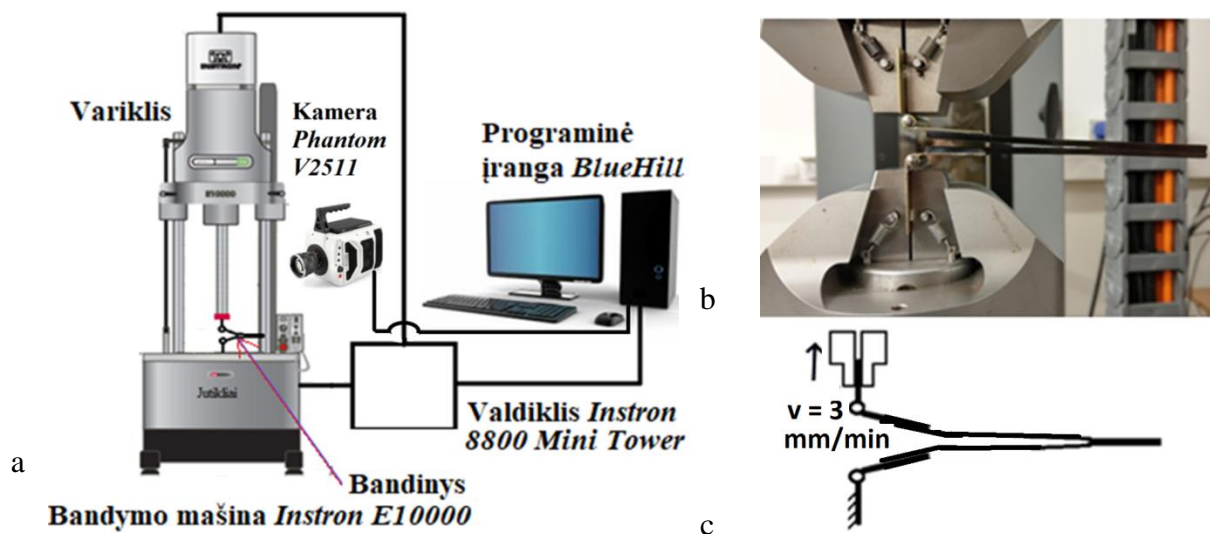 INSTRON
Variklis
Kamera
Phantom
V2511
Programinė
įranga BlueHill
E10000
Jutikliai
Valdiklis Instron
8800 Mini Tower
Bandinys
Bandymo mašina Instron E10000
a
b
v = 3
mm/min
c